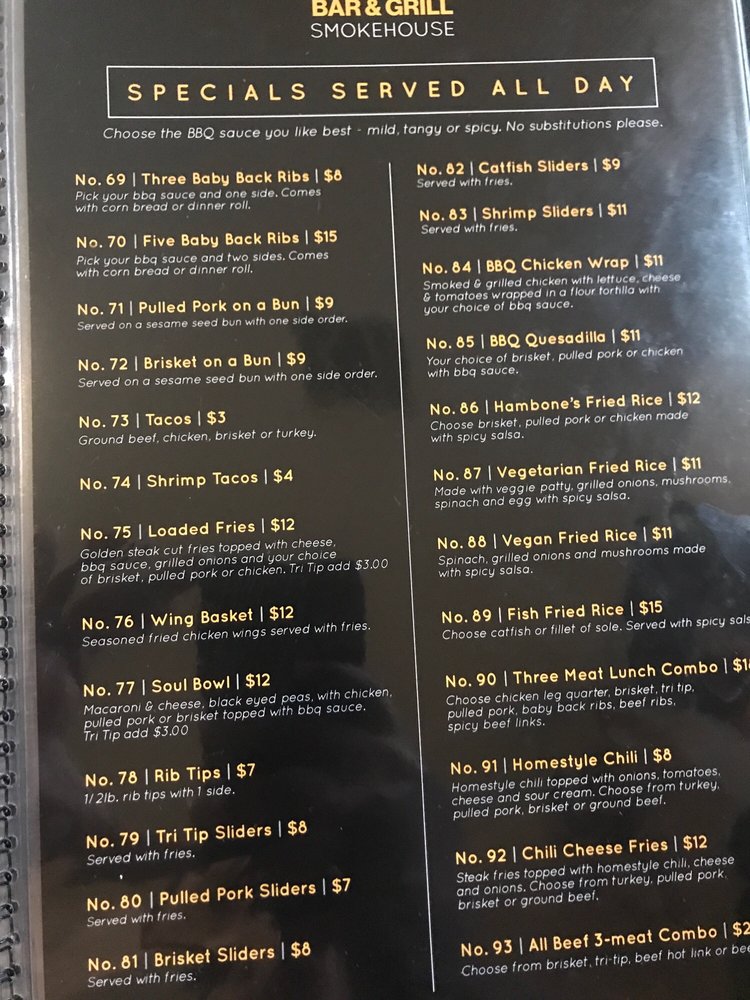 BAR & GRILL
SMOKEHOUSE
SPECIALS SERVED ALL DAY
Choose the BBQ sauce you like best - mild, tangy or spicy. No substitutions please.
No. 69 | Three Baby Back Ribs | $8
Pick your bbq sauce and one side. Comes
with corn bread or dinner roll.
No. 70 | Five Baby Back Ribs | $15
Pick your bbq sauce and two sides. Comes
with corn bread or dinner roll.
No. 71 | Pulled Pork on a Bun | $9
Served on a sesame seed bun with one side order.
No. 72 | Brisket on a Bun | $9
Served on a sesame seed bun with one side order.
No. 73 | Tacos | $3
Ground beef, chicken, brisket or turkey.
No. 74 | Shrimp Tacos | $4
No. 75 | Loaded Fries | $12
Golden steak cut fries topped with cheese,
bbq sauce, grilled onions and your choice
of brisket, pulled pork or chicken. Tri Tip add $3.00
No. 76 | Wing Basket | $12
Seasoned fried chicken wings served with fries.
No. 77 | Soul Bowl | $12
Macaroni & cheese, black eyed peas, with chicken,
pulled pork or brisket topped with bbq sauce.
Tri Tip add $3.00
No. 78 | Rib Tips | $7
1/2lb. rib tips with 1 side.
No. 79 | Tri Tip Sliders | $8
Served with fries.
No. 80 | Pulled Pork Sliders | $7
Served with fries.
No. 81 | Brisket Sliders | $8
Served with fries.
No. 82 | Catfish Sliders | $9
Served with fries.
No. 83 | Shrimp Sliders | $11
Served with fries.
No. 84 | BBQ Chicken Wrap | $11
Smoked & grilled chicken with lettuce, cheese
& tomatoes wrapped in a flour tortilla with
your choice of bbq sauce.
No. 85 | BBQ Quesadilla | $11
Your choice of brisket, pulled pork or chicken
with bbq sauce.
No. 86 | Hambone's Fried Rice | $12
Choose brisket, pulled pork or chicken made
with spicy salsa.
No. 87 | Vegetarian Fried Rice | $11
Made with veggie patty, grilled onions, mushrooms,
spinach and egg with spicy salsa.
No. 88 | Vegan Fried Rice | $11
Spinach, grilled onions and mushrooms made
with spicy salsa.
No. 89 | Fish Fried Rice | $15
Choose catfish or fillet of sole. Served with spicy sals
No. 90 | Three Meat Lunch Combo |
Choose chicken leg quarter, brisket, tri tip,
pulled pork, baby back ribs, beef ribs,
spicy beef links.
No. 91 | Homestyle Chili | $8
Homestyle chili topped with onions, tomatoes,
cheese and sour cream. Choose from turkey,
pulled pork, brisket or ground beef.
No. 92 | Chili Cheese Fries | $12
Steak fries topped with homestyle chili, cheese
and onions. Choose from turkey, pulled pork,
brisket or ground beef.
No. 93 | All Beef 3-meat Combo | $2
Choose from brisket, tri-tip, beef hot link or bee